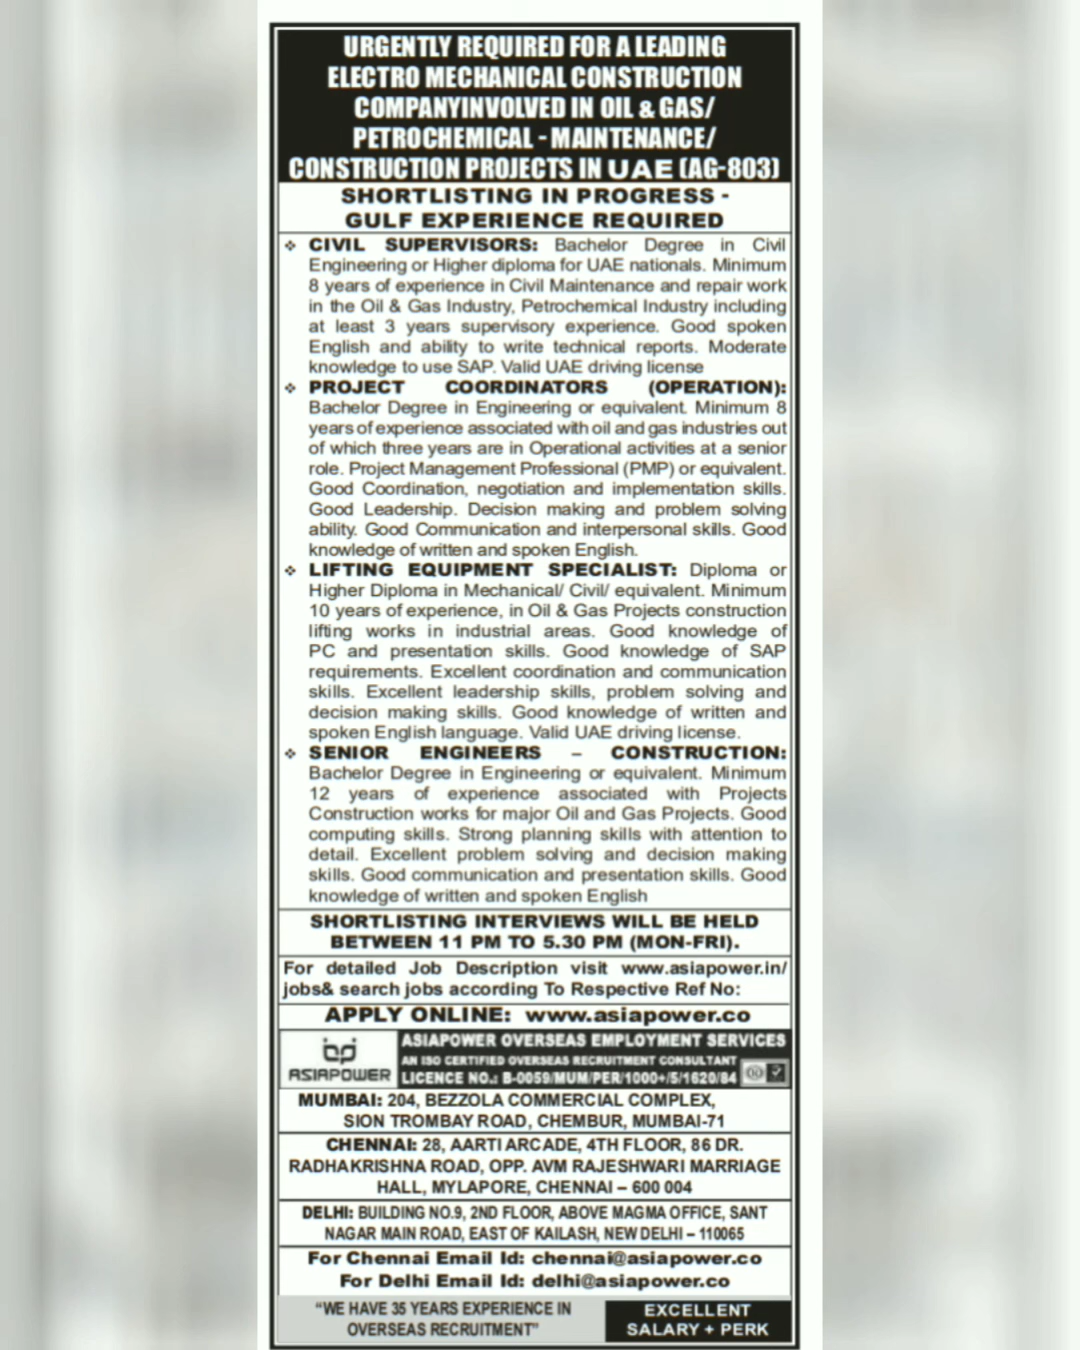 URGENTLY REQUIRED FOR A LEADING
ELECTRO MECHANICAL CONSTRUCTION
COMPANYINVOLVED IN OIL & GAS/
PETROCHEMICAL - MAINTENANCE/
CONSTRUCTION PROJECTS IN UAE (AG-803)
SHORTLISTING IN PROGRESS -
GULF EXPERIENCE REQUIRED
❖ CIVIL SUPERVISORS: Bachelor Degree in Civil
Engineering or Higher diploma for UAE nationals. Minimum
8 years of experience in Civil Maintenance and repair work
in the Oil & Gas Industry, Petrochemical Industry including
at least 3 years supervisory experience. Good spoken
English and ability to write technical reports. Moderate
knowledge to use SAP. Valid UAE driving license
❖ PROJECT COORDINATORS (OPERATION):
Bachelor Degree in Engineering or equivalent. Minimum 8
years of experience associated with oil and gas industries out
of which three years are in Operational activities at a senior
role. Project Management Professional (PMP) or equivalent.
Good Coordination, negotiation and implementation skills.
Good Leadership. Decision making and problem solving
ability. Good Communication and interpersonal skills. Good
knowledge of written and spoken English.
❖ LIFTING EQUIPMENT SPECIALIST: Diploma or
Higher Diploma in Mechanical/ Civil/ equivalent. Minimum
10 years of experience, in Oil & Gas Projects construction
lifting works in industrial areas. Good knowledge of
PC and presentation skills. Good knowledge of SAP
requirements. Excellent coordination and communication
skills. Excellent leadership skills, problem solving and
decision making skills. Good knowledge of written and
spoken English language. Valid UAE driving license.
❖ SENIOR ENGINEERS – CONSTRUCTION:
Bachelor Degree in Engineering or equivalent. Minimum
12 years of experience associated with Projects
Construction works for major Oil and Gas Projects. Good
computing skills. Strong planning skills with attention to
detail. Excellent problem solving and decision making
skills. Good communication and presentation skills. Good
knowledge of written and spoken English
SHORTLISTING INTERVIEWS WILL BE HELD
BETWEEN 11 PM TO 5.30 PM (MON-FRI).
For detailed Job Description visit www.asiapower.in/
jobs& search jobs according To Respective Ref No:
APPLY ONLINE: www.asiapower.co
ASIAPOWER
ASIAPOWER OVERSEAS EMPLOYMENT SERVICES
AN ISO CERTIFIED OVERSEAS RECRUITMENT CONSULTANT
LICENCE NO.: B-0059/MUM/PER/1000+/5/1620/84
MUMBAI: 204, BEZZOLA COMMERCIAL COMPLEX,
SION TROMBAY ROAD, CHEMBUR, MUMBAI-71
CHENNAI: 28, AARTI ARCADE, 4TH FLOOR, 86 DR.
RADHAKRISHNA ROAD, OPP. AVM RAJESHWARI MARRIAGE
HALL, MYLAPORE, CHENNAI – 600 004
DELHI: BUILDING NO.9, 2ND FLOOR, ABOVE MAGMA OFFICE, SANT
NAGAR MAIN ROAD, EAST OF KAILASH, NEW DELHI – 110065
For Chennai Email Id: chennai@asiapower.co
For Delhi Email Id: delhi@asiapower.co
"WE HAVE 35 YEARS EXPERIENCE IN
OVERSEAS RECRUITMENT"
EXCELLENT
SALARY + PERK